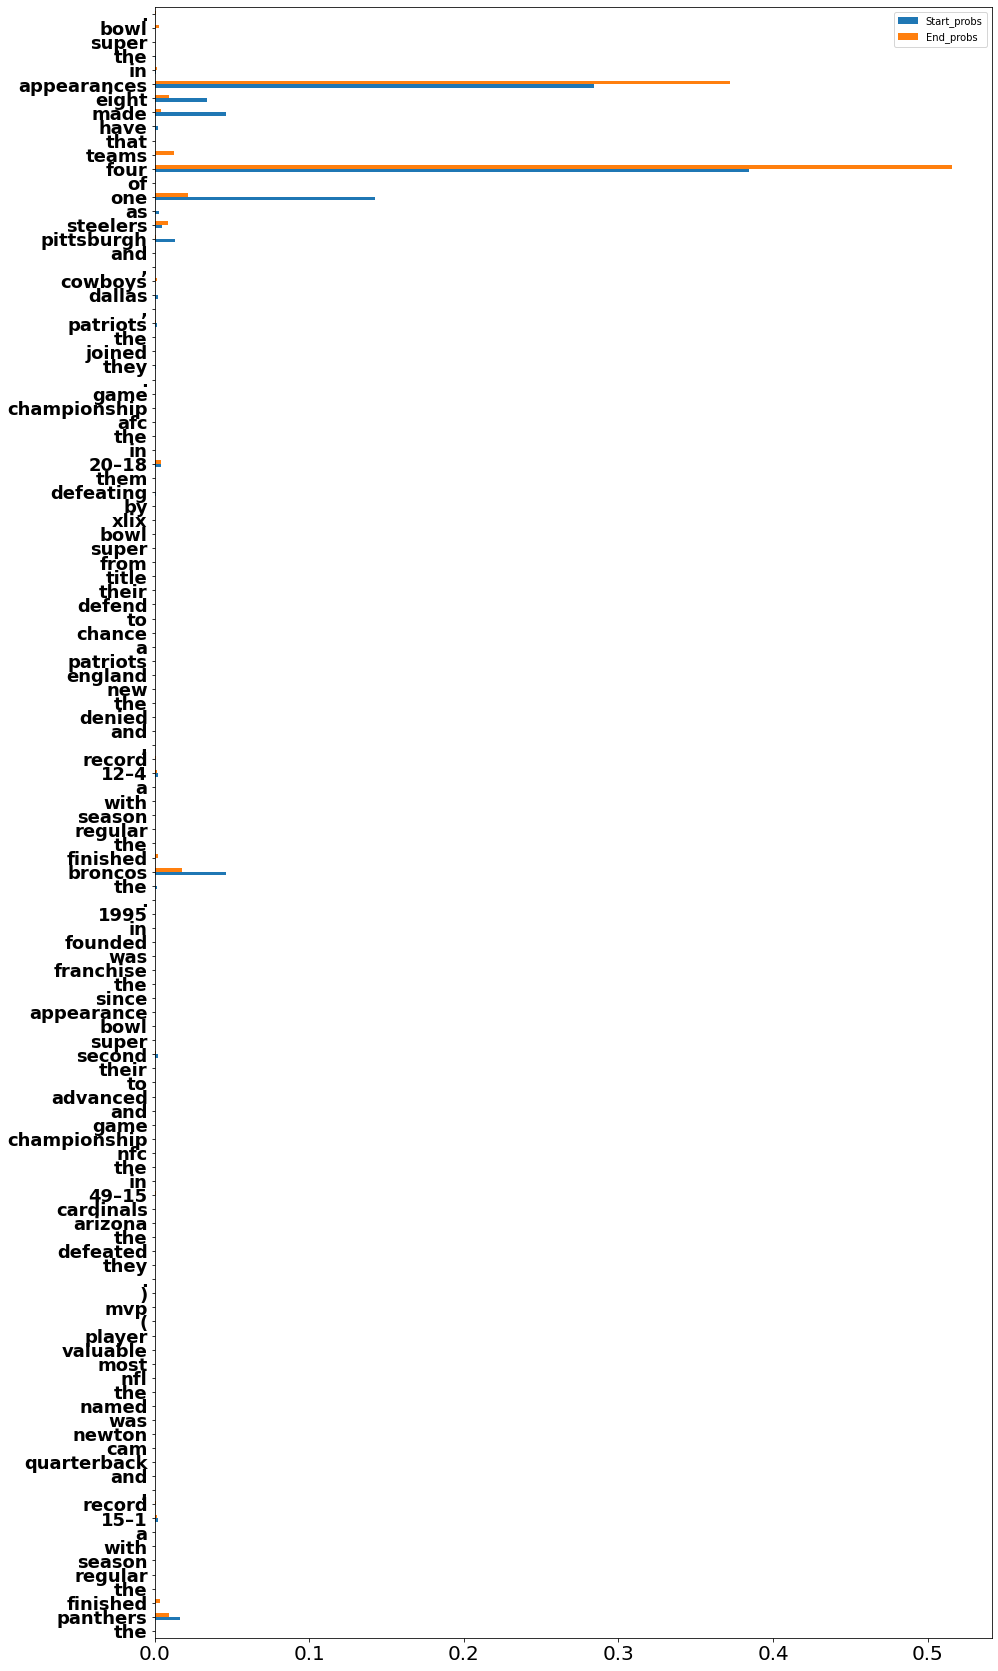 Start_probs
End_probs
.
bowl
super
the
in
appearances
eight
made
have
that
teams
four
of
one
as
steelers
pittsburgh
and
,
cowboys
dallas
,
patriots
the
joined
they
.
game
championship
afc
the
in
20–18
them
defeating
by
xlix
bowl
super
from
title
their
defend
to
chance
a
patriots
england
new
the
denied
and
,
record
12–4
a
with
season
regular
the
finished
broncos
the
.
1995
in
founded
was
franchise
the
since
appearance
bowl
super
second
their
to
advanced
and
game
championship
nfc
the
in
49–15
cardinals
arizona
the
defeated
they
.
)
mvp
(
player
valuable
most
nfl
the
named
was
newton
cam
quarterback
and
,
record
15–1
a
with
season
regular
the
finished
panthers
the
0.0 0.1 0.2 0.3 0.4 0.5